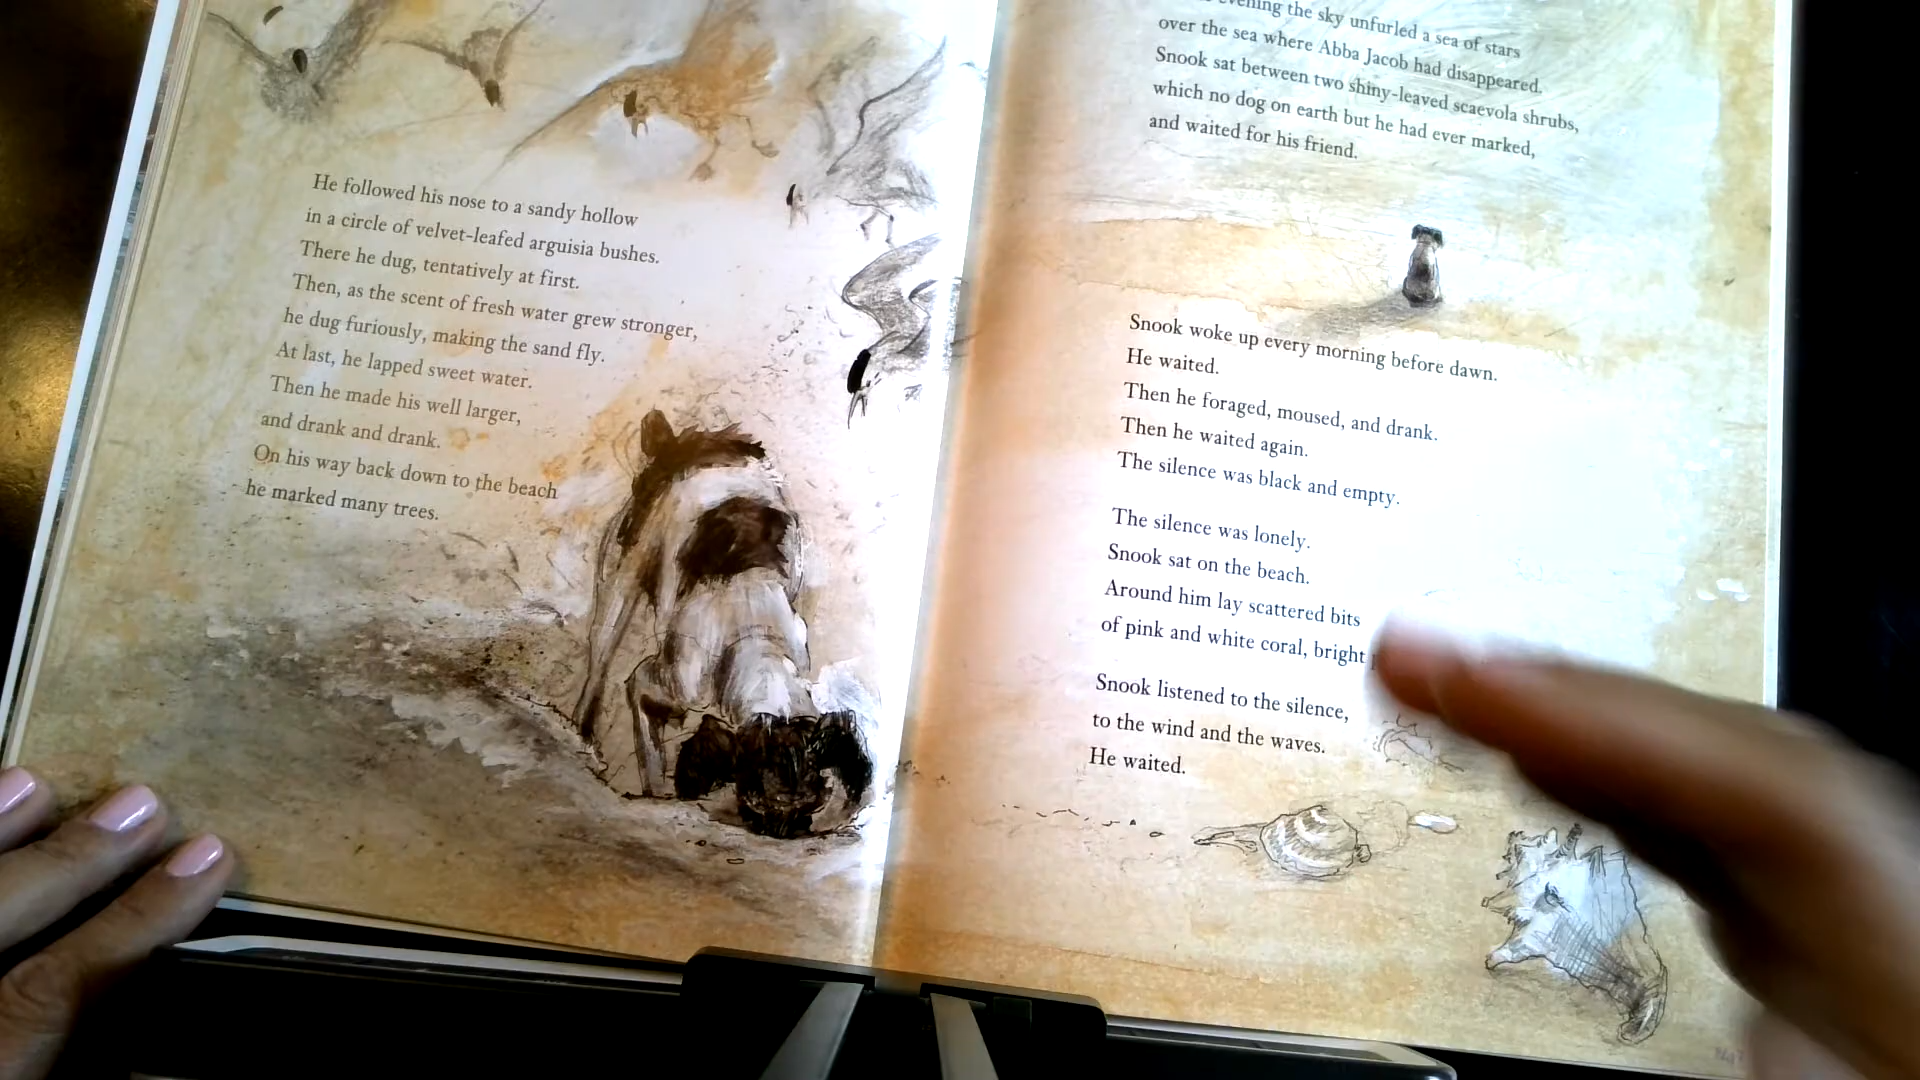 He followed his nose to a sandy hollow
in a circle of velvet-leafed arguisia bushes.
There he dug, tentatively at first.
Then, as the scent of fresh water grew stronger,
he dug furiously, making the sand fly.
At last, he lapped sweet water.
Then he made his well larger,
and drank and drank.
On his way back down to the beach
he marked many trees.
evening the sky unfurled a sea of stars
over the sea where Abba Jacob had disappeared.
Snook sat between two shiny-leaved scaevola shrubs,
which no dog on earth but he had ever marked,
and waited for his friend.
Snook woke up every morning before dawn.
He waited.
Then he foraged, moused, and drank.
Then he waited again.
The silence was black and empty.
The silence was lonely.
Snook sat on the beach.
Around him lay scattered bits
of pink and white coral, bright
Snook listened to the silence,
to the wind and the waves.
He waited.